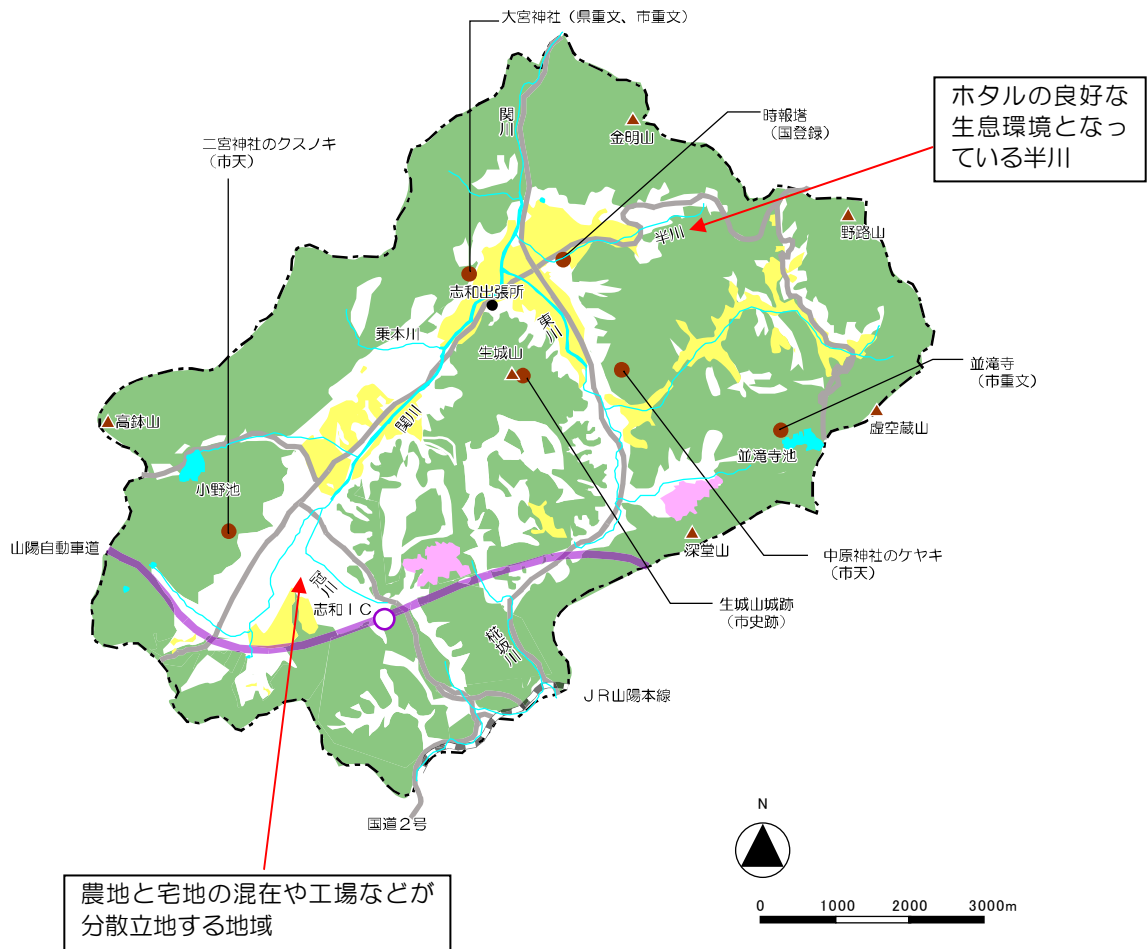 大宮神社（県重文、市重文）
関川
ホタルの良好な
生息環境となっ
ている半川
時報塔
（国登録）
金明山
二宮神社のクスノキ
（市天）
野路山
半川
志和出張所
東川
乗本川
生城山
並滝寺
（市重文）
関川
高鉢山
虚空蔵山
並滝寺池
小野池
山陽自動車道
深堂山
中原神社のケヤキ
（市天）
冠川
志和ＩＣ
生城山城跡
（市史跡）
椛坂川
ＪＲ山陽本線
国道２号
N
農地と宅地の混在や工場などが
分散立地する地域
0 1000 2000 3000m